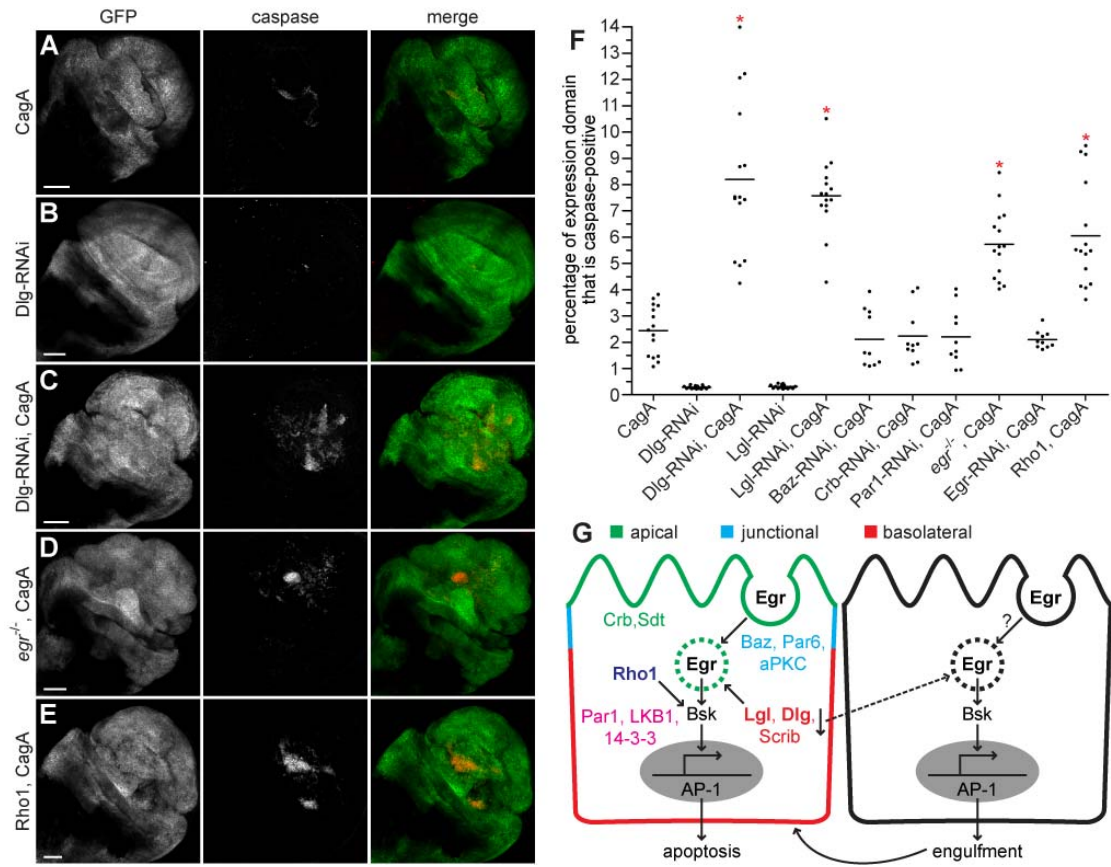 GFP caspase merge
A
CagA
B
Dlg-RNAi
C
Dlg-RNAi, CagA
D
egr-/-, CagA
E
Rho1, CagA
F
percentage of expression domain
that is caspase-positive
14
13
12
11
10
9
8
7
6
5
4
3
2
1
0
*
*
*
*
CagA
Dlg-RNAi
Dlg-RNAi, CagA
Lgl-RNAi
Lgl-RNAi, CagA
Baz-RNAi, CagA
Crb-RNAi, CagA
Par1-RNAi, CagA
egr-/-, CagA
Egr-RNAi, CagA
Rho1, CagA
G
apical junctional basolateral
Egr
Crb,Sdt
Baz, Par6,
aPKC
Egr
Rho1
Bsk
Par1, LKB1,
14-3-3
Lgl, Dlg,
Scrib
AP-1
apoptosis
Egr
?
Egr
Bsk
AP-1
engulfment